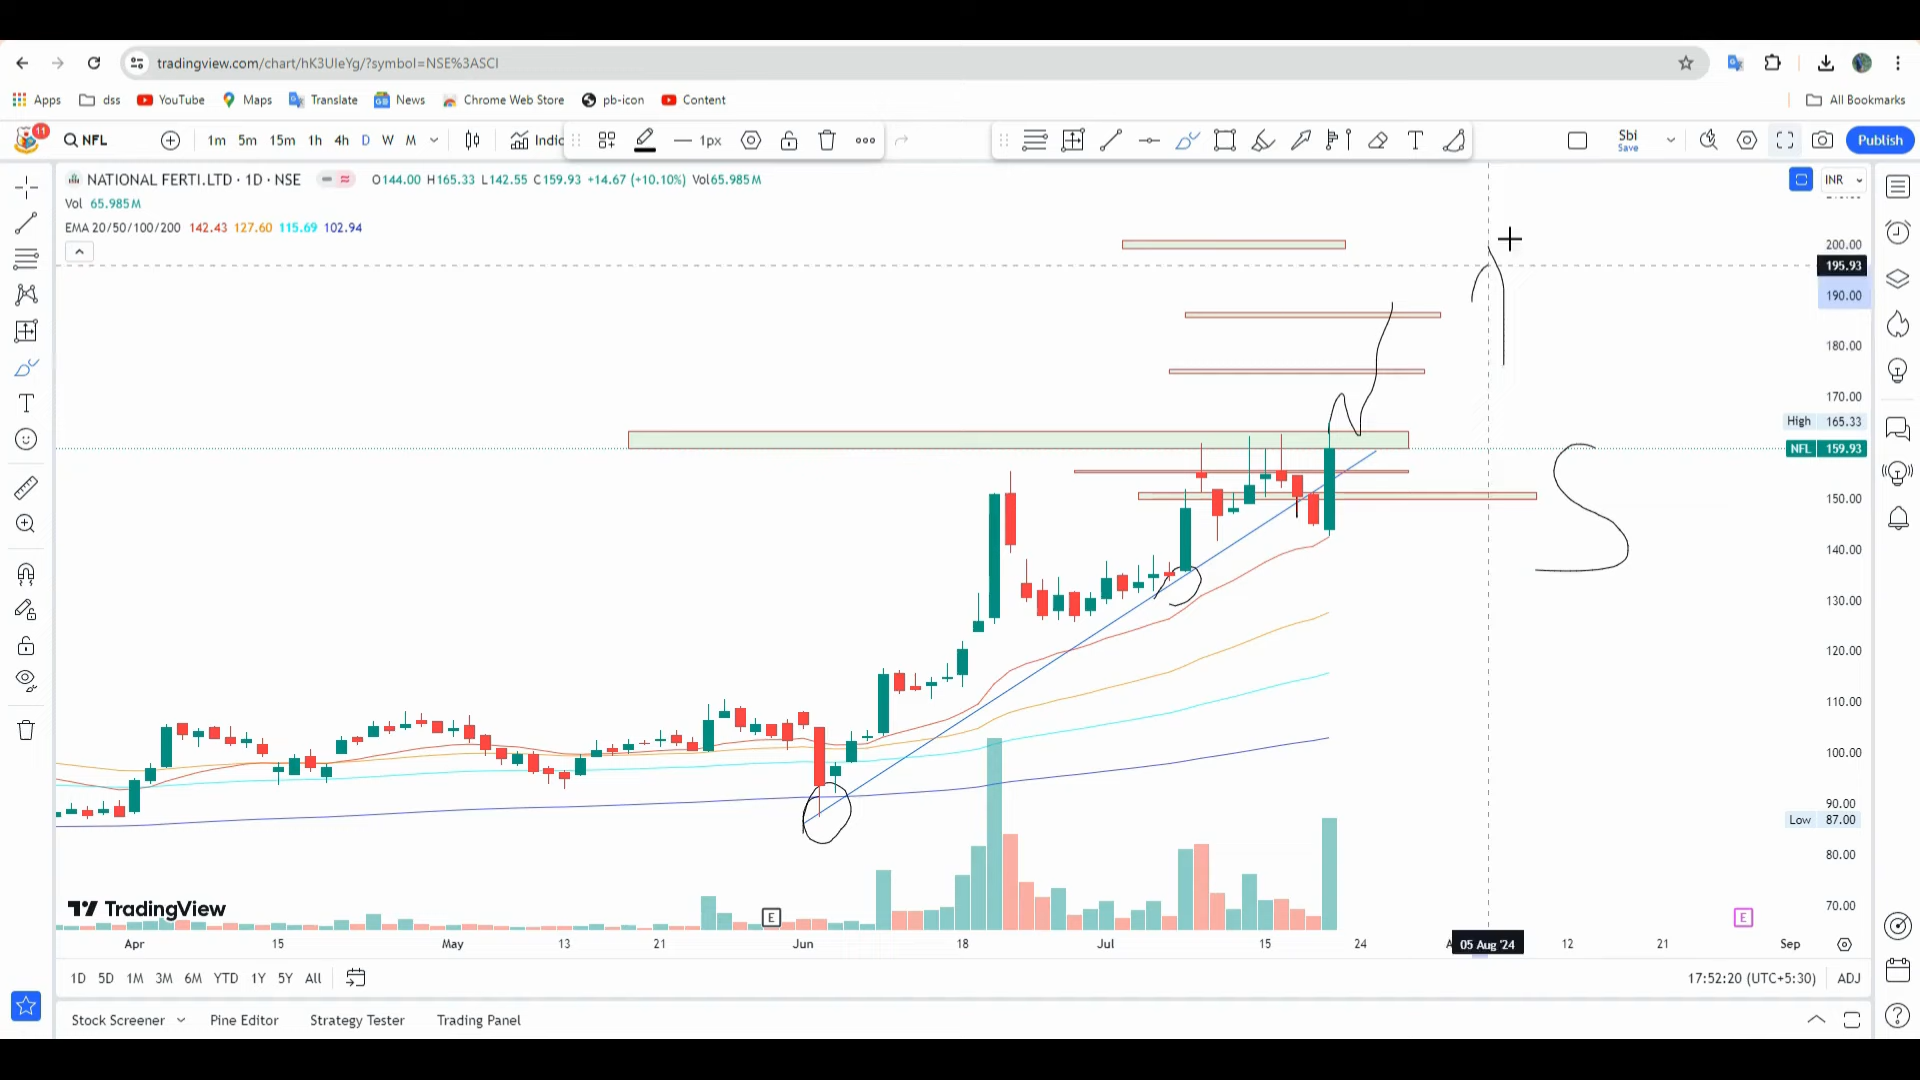 tradingview.com/chart/hK3UIeYg/?symbol=NSE%3ASCI
Apps dss YouTube Maps Translate News Chrome Web Store pb-icon Content All Bookmarks
11 NFL 1m 5m 15m 1h 4h D W M Indic 1px T Sbi Save Publish
NATIONAL FERTI.LTD · 1D · NSE O144.00 H165.33 L142.55 C159.93 +14.67 (+10.10%) Vol65.985M INR
Vol 65.985M
EMA 20/50/100/200 142.43 127.60 115.69 102.94
200.00
195.93
190.00
180.00
170.00
High 165.33
NFL 159.93
150.00
140.00
130.00
120.00
110.00
100.00
90.00
Low 87.00
80.00
70.00
TradingView
E E
Apr 15 May 13 21 Jun 18 Jul 15 24 A 05 Aug '24 12 21 Sep
1D 5D 1M 3M 6M YTD 1Y 5Y All 17:52:20 (UTC+5:30) ADJ
Stock Screener Pine Editor Strategy Tester Trading Panel